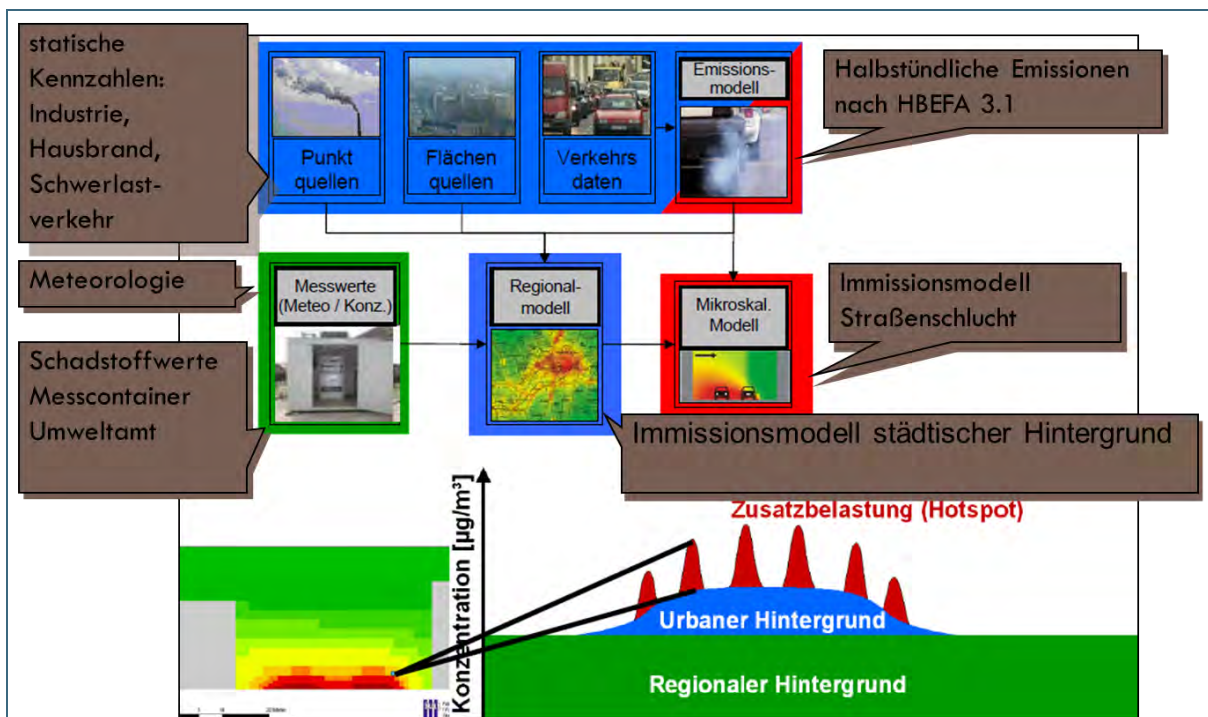 statische
Kennzahlen:
Industrie,
Hausbrand,
Schwerlast-
verkehr
Punkt
quellen
Flächen
quellen
Verkehrs
daten
Emissions-
modell
Halbstündliche Emissionen
nach HBEFA 3.1
Meteorologie
Messwerte
(Meteo / Konz.)
Regional-
modell
Mikroskal.
Modell
Immissionsmodell
Straßenschlucht
Schadstoffwerte
Messcontainer
Umweltamt
Immissionsmodell städtischer Hintergrund
Konzentration [µg/m³]
Zusatzbelastung (Hotspot)
Urbaner Hintergrund
Regionaler Hintergrund